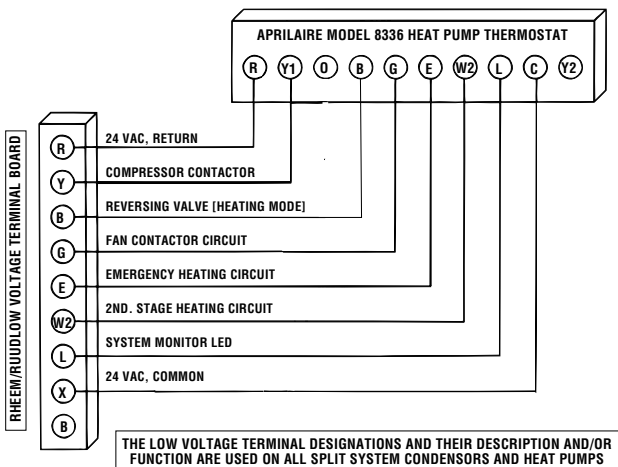 APRILAIRE MODEL 8336 HEAT PUMP THERMOSTAT
R Y1 O B G E W2 L C Y2
RHEEM/RUUDLOW VOLTAGE TERMINAL BOARD
R 24 VAC, RETURN
Y COMPRESSOR CONTACTOR
B REVERSING VALVE [HEATING MODE]
G FAN CONTACTOR CIRCUIT
E EMERGENCY HEATING CIRCUIT
W2 2ND. STAGE HEATING CIRCUIT
L SYSTEM MONITOR LED
X 24 VAC, COMMON
B
THE LOW VOLTAGE TERMINAL DESIGNATIONS AND THEIR DESCRIPTION AND/OR
FUNCTION ARE USED ON ALL SPLIT SYSTEM CONDENSORS AND HEAT PUMPS